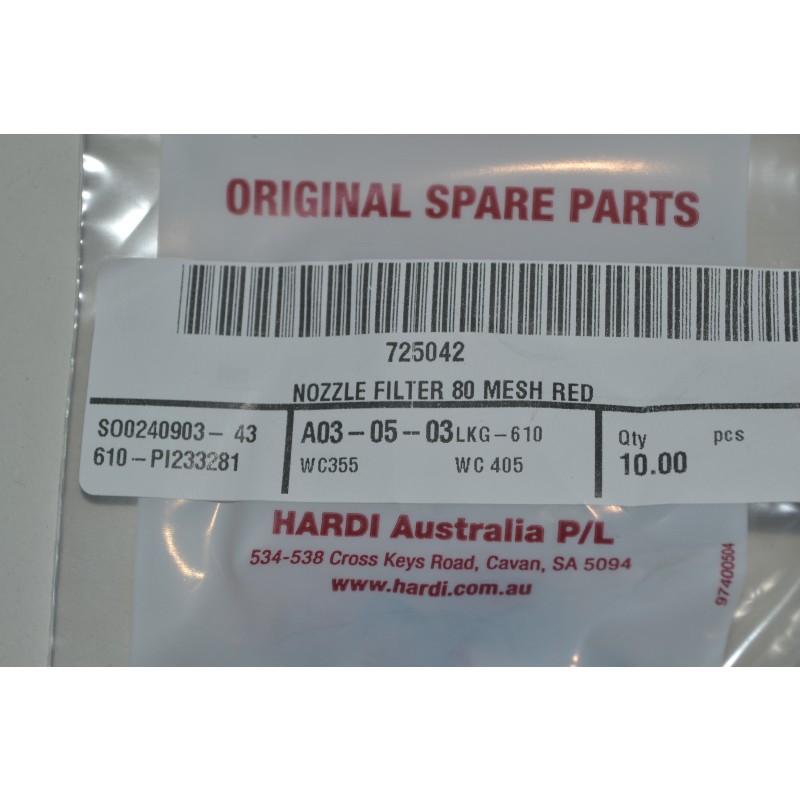 ORIGINAL SPARE PARTS
725042
NOZZLE FILTER 80 MESH RED
SO0240903-43
610-PI233281
A03-05-03 LKG-610
WC355 WC 405
Qty pcs
10.00
HARDI Australia P/L
534-538 Cross Keys Road, Cavan, SA 5094
www.hardi.com.au
97400504